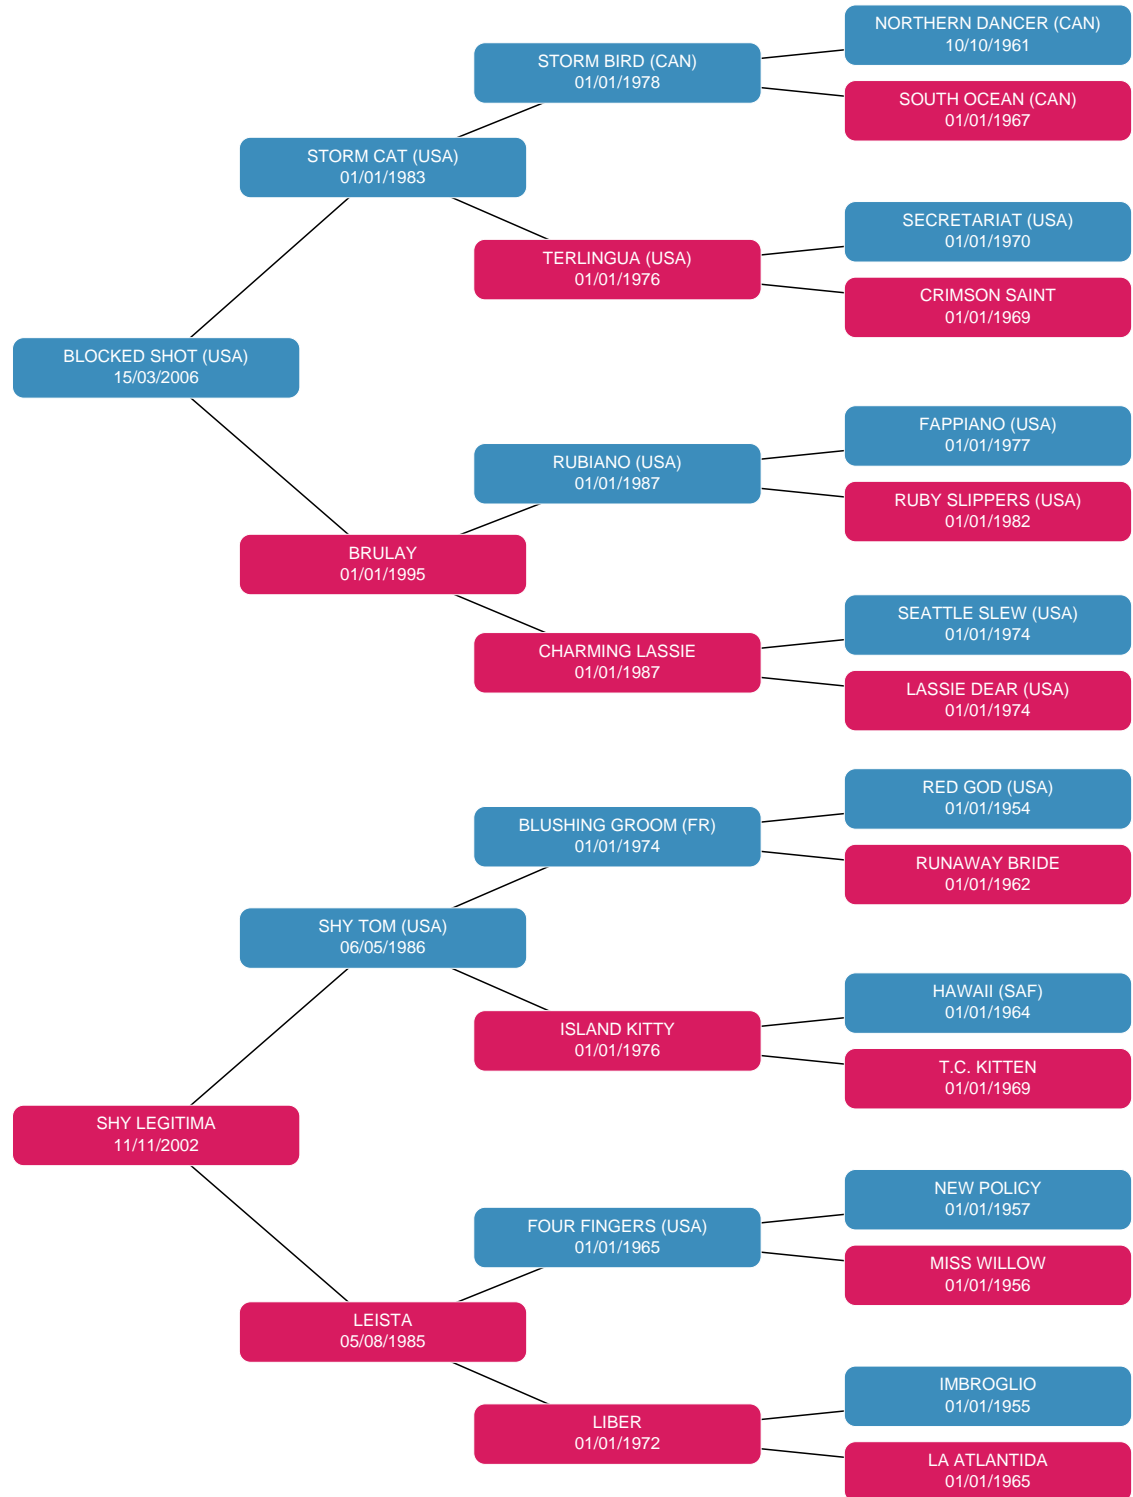 NORTHERN DANCER (CAN)
10/10/1961
STORM BIRD (CAN)
01/01/1978
SOUTH OCEAN (CAN)
01/01/1967
STORM CAT (USA)
01/01/1983
SECRETARIAT (USA)
01/01/1970
TERLINGUA (USA)
01/01/1976
CRIMSON SAINT
01/01/1969
BLOCKED SHOT (USA)
15/03/2006
FAPPIANO (USA)
01/01/1977
RUBIANO (USA)
01/01/1987
RUBY SLIPPERS (USA)
01/01/1982
BRULAY
01/01/1995
SEATTLE SLEW (USA)
01/01/1974
CHARMING LASSIE
01/01/1987
LASSIE DEAR (USA)
01/01/1974
RED GOD (USA)
01/01/1954
BLUSHING GROOM (FR)
01/01/1974
RUNAWAY BRIDE
01/01/1962
SHY TOM (USA)
06/05/1986
HAWAII (SAF)
01/01/1964
ISLAND KITTY
01/01/1976
T.C. KITTEN
01/01/1969
SHY LEGITIMA
11/11/2002
NEW POLICY
01/01/1957
FOUR FINGERS (USA)
01/01/1965
MISS WILLOW
01/01/1956
LEISTA
05/08/1985
IMBROGLIO
01/01/1955
LIBER
01/01/1972
LA ATLANTIDA
01/01/1965